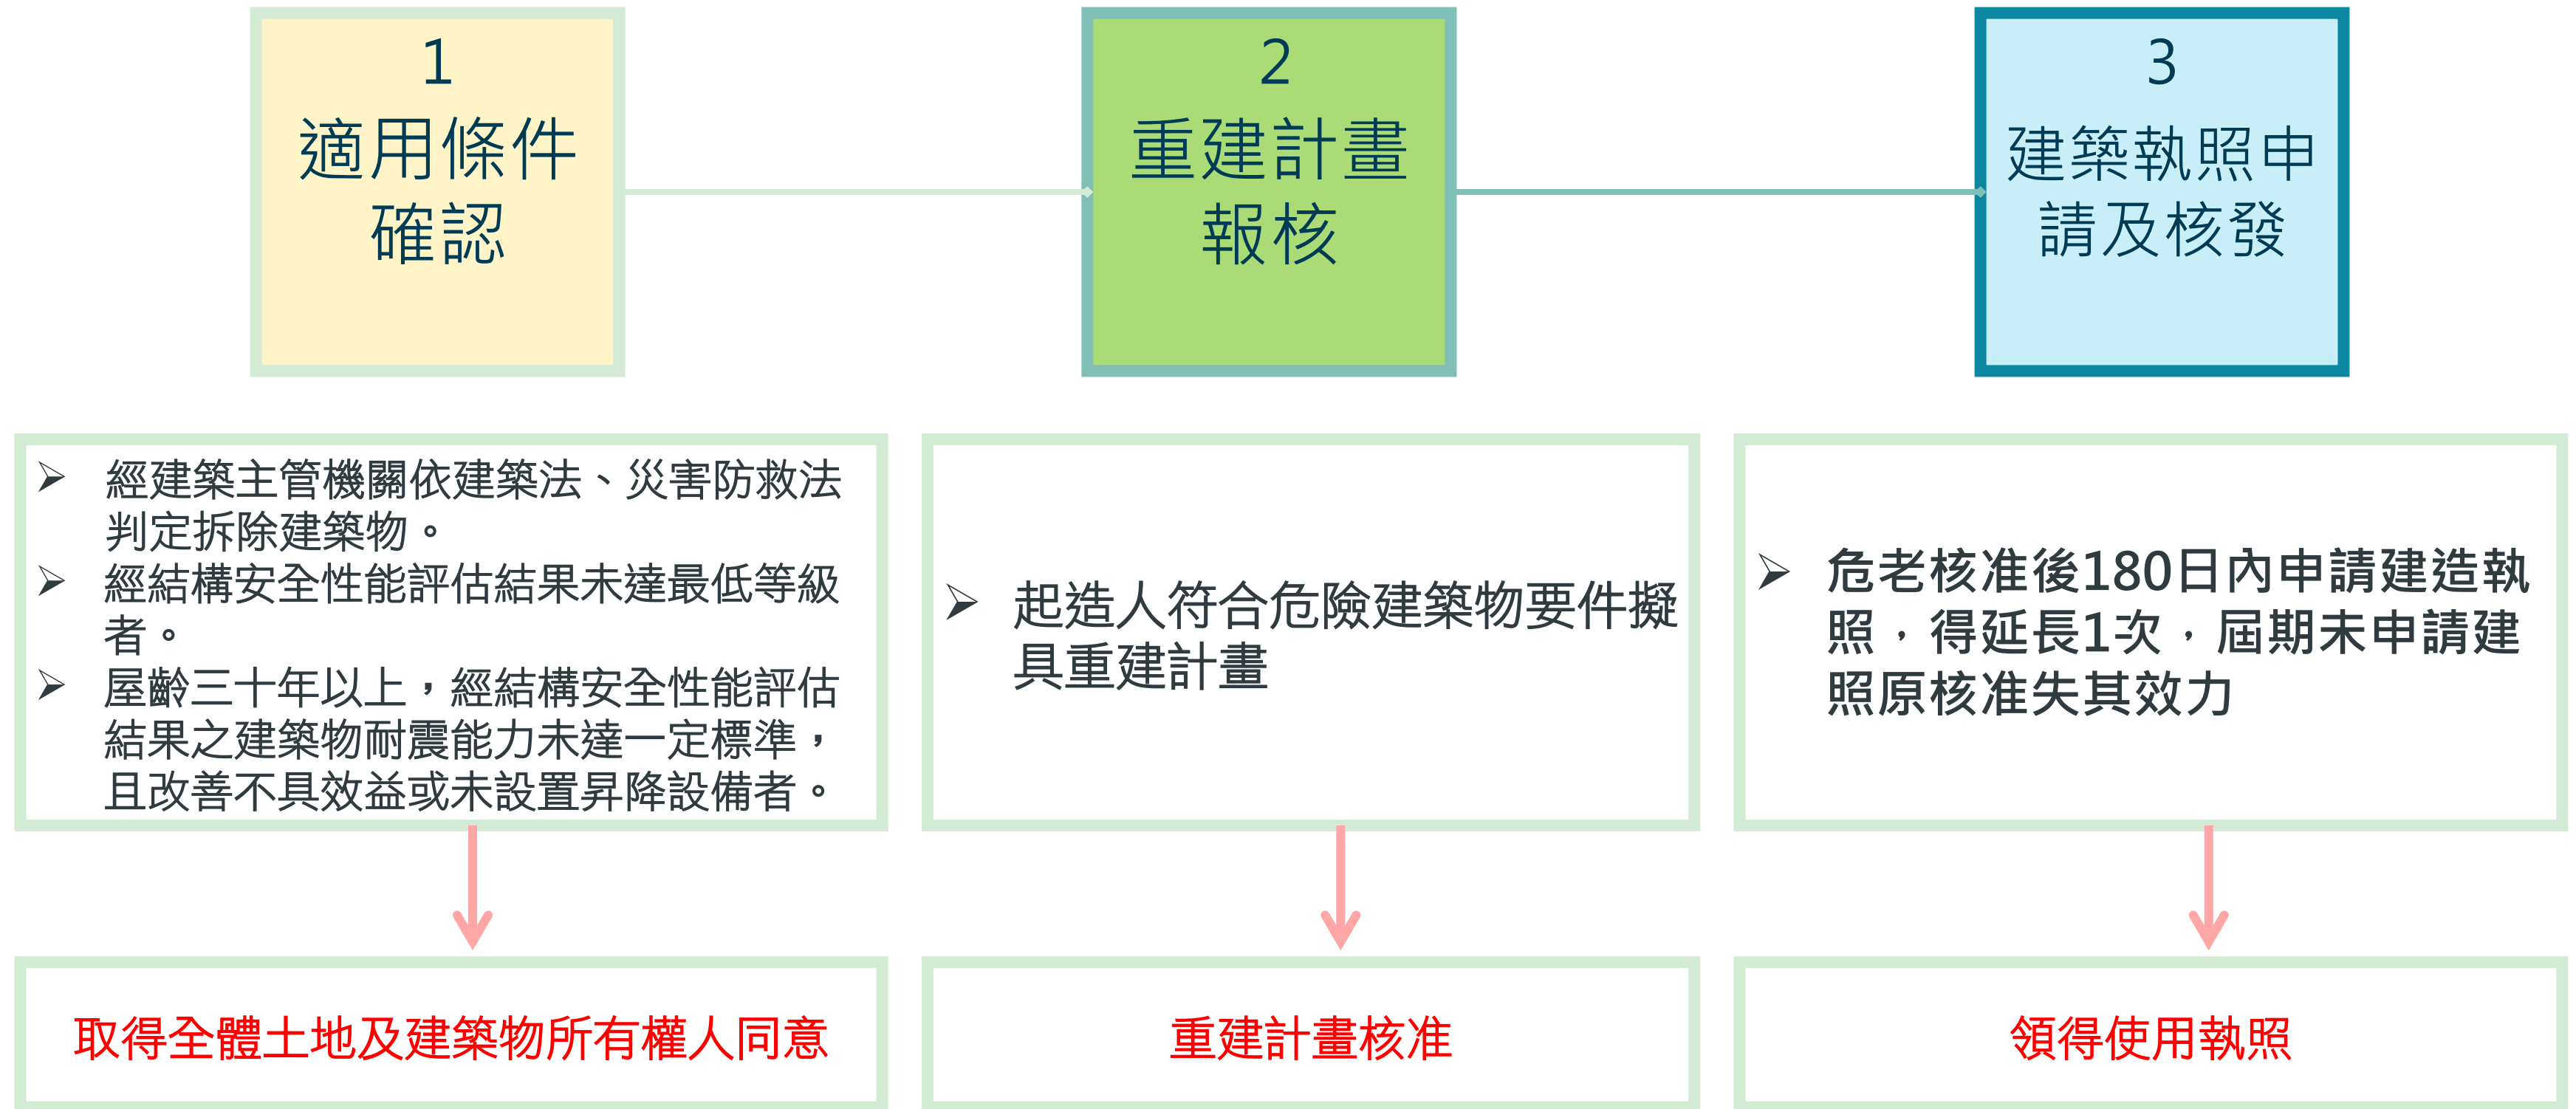 1
適用條件
確認
2
重建計畫
報核
3
建築執照申
請及核發
➢ 經建築主管機關依建築法、災害防救法
判定拆除建築物。
➢ 經結構安全性能評估結果未達最低等級
者。
➢ 屋齡三十年以上，經結構安全性能評估
結果之建築物耐震能力未達一定標準，
且改善不具效益或未設置昇降設備者。
➢ 起造人符合危險建築物要件擬
具重建計畫
➢ 危老核准後180日內申請建造執
照，得延長1次，屆期未申請建
照原核准失其效力
取得全體土地及建築物所有權人同意
重建計畫核准
領得使用執照